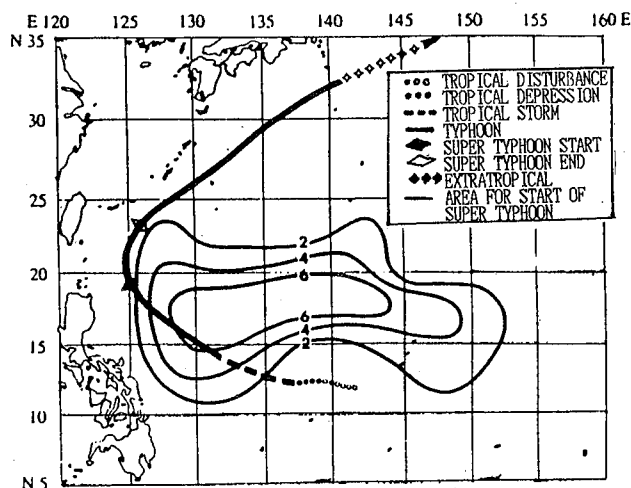 E 120 125 130 135 140 145 150 155 160 E
N 35
30
25
20
15
10
N 5
TROPICAL DISTURBANCE
TROPICAL DEPRESSION
TROPICAL STORM
TYPHOON
SUPER TYPHOON START
SUPER TYPHOON END
EXTRATROPICAL
AREA FOR START OF
SUPER TYPHOON
2
4
6
6
4
2